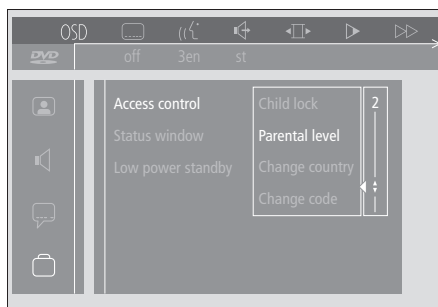 OSD
DVD off 3en st
Access control Child lock 2
Status window Parental level
Low power standby Change country
Change code